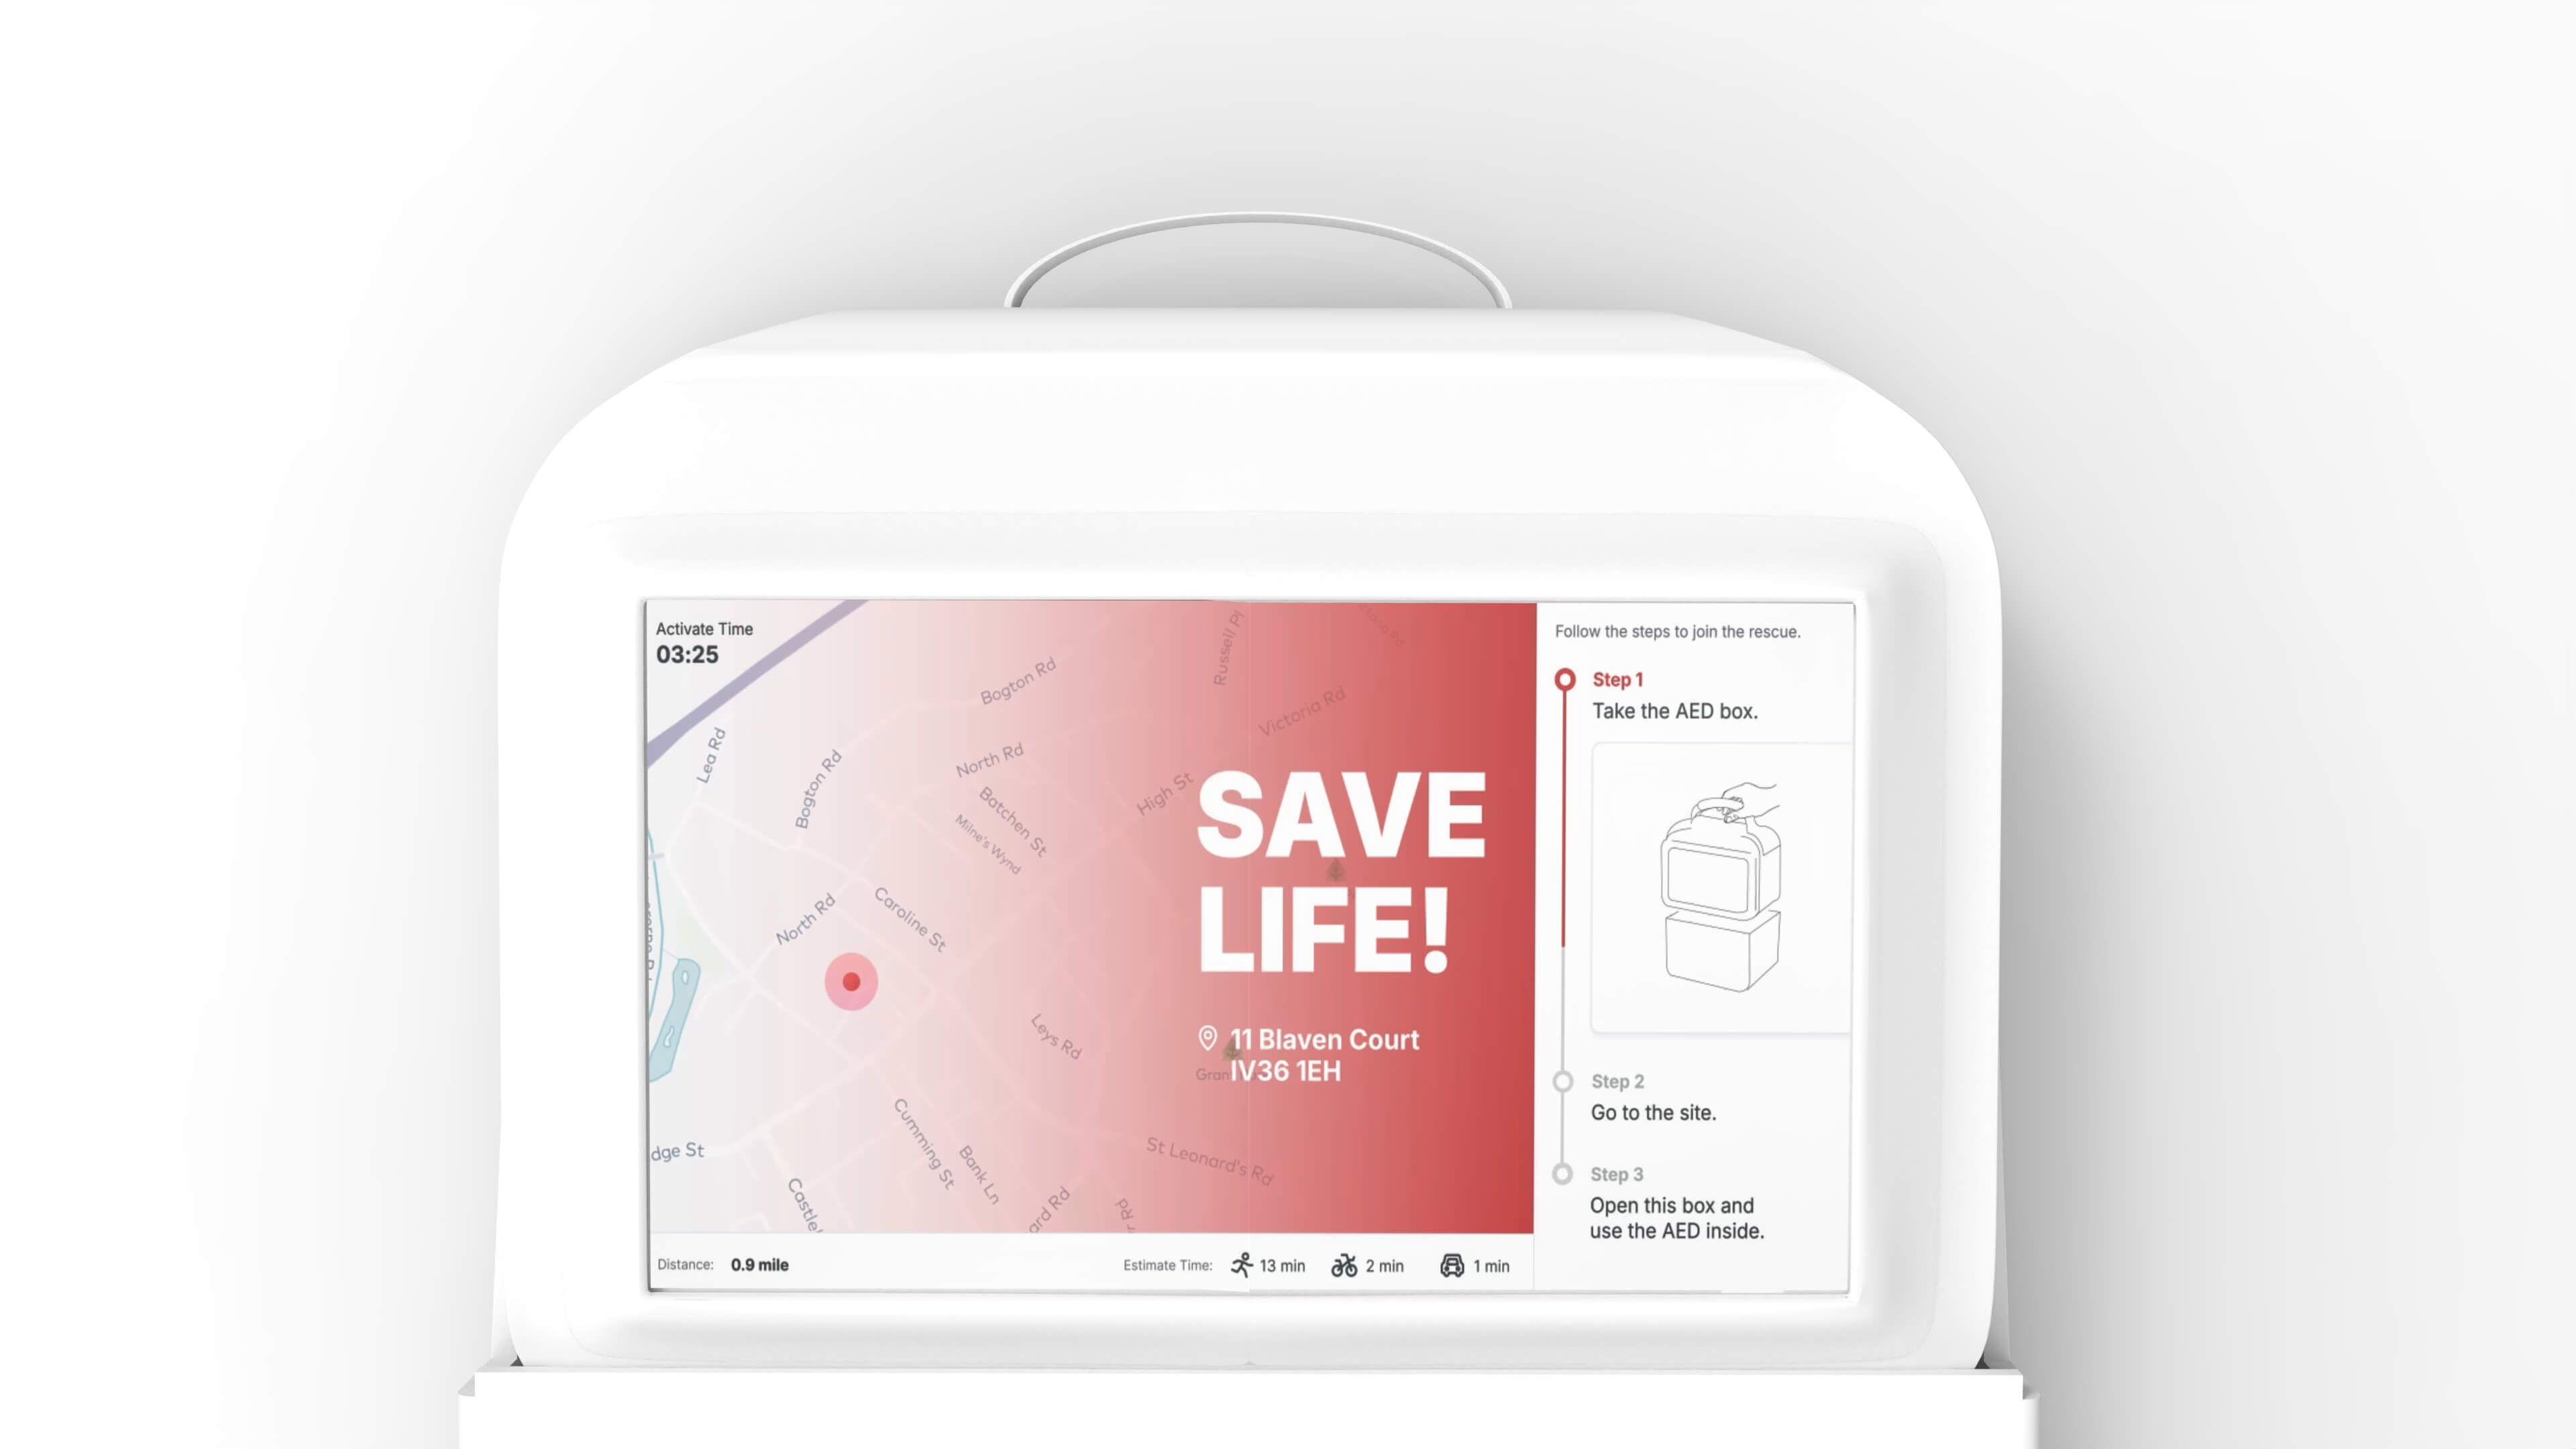 Activate Time
03:25
Lea Rd
Bogton Rd
Bogton Rd
North Rd
Batchen St
Milne's Wynd
High St
Russell Pl
Victoria Rd
North Rd
Caroline St
Leys Rd
Cumming St
Bank Ln
ard Rd
St Leonard's Rd
dge St
Castle
Gran
SAVE
LIFE!
11 Blaven Court
IV36 1EH
Distance: 0.9 mile
Estimate Time: 13 min 2 min 1 min
Follow the steps to join the rescue.
Step 1
Take the AED box.
Step 2
Go to the site.
Step 3
Open this box and
use the AED inside.